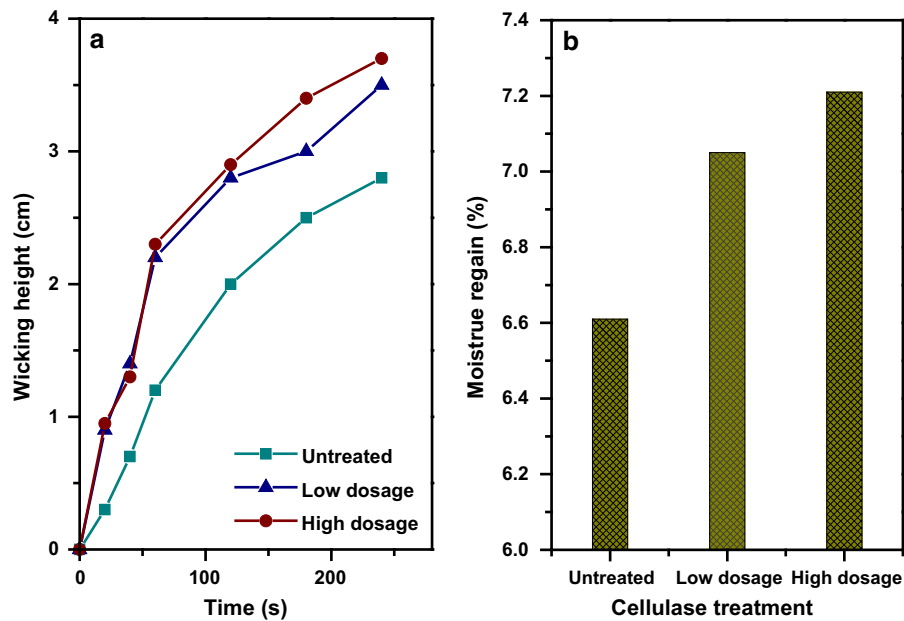 a
Wicking height (cm)
4
3
2
1
0
0
100
200
Time (s)
Untreated
Low dosage
High dosage
b
Moistrue regain (%)
7.4
7.2
7.0
6.8
6.6
6.4
6.2
6.0
Untreated Low dosage High dosage
Cellulase treatment